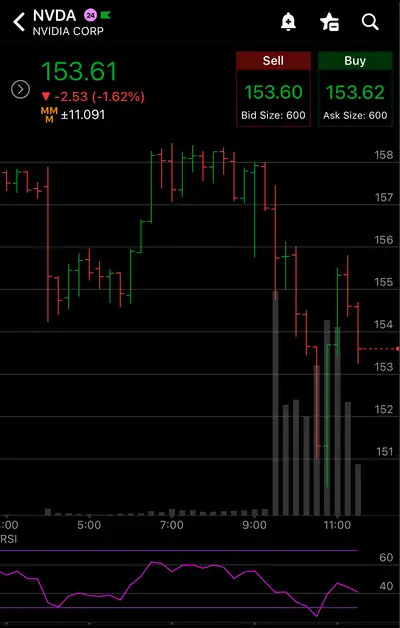 NVDA 24
NVIDIA CORP
153.61
-2.53 (-1.62%)
MM
M ±11.091
Sell
153.60
Bid Size: 600
Buy
153.62
Ask Size: 600
158
157
156
155
154
153
152
151
:00 5:00 7:00 9:00 11:00
RSI
60
40